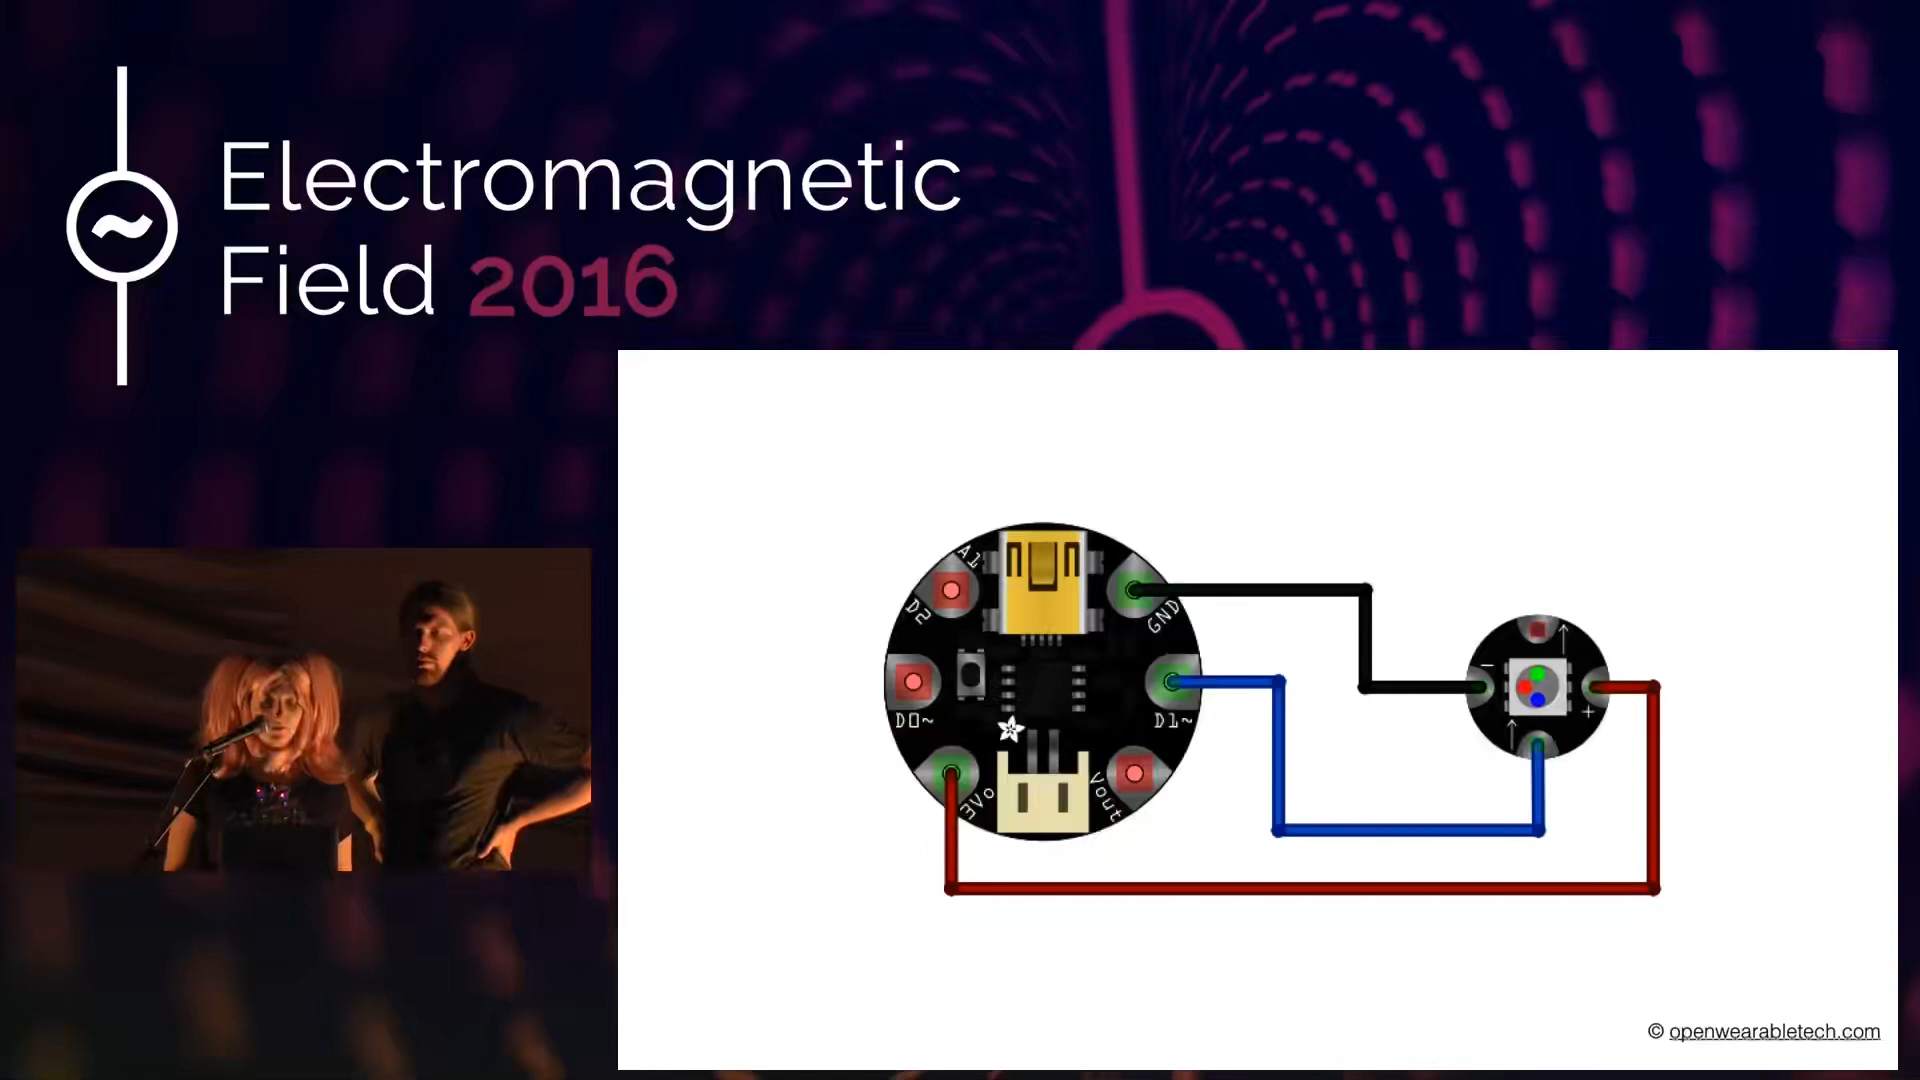 Electromagnetic
Field 2016
A1
D2
GND
D0~
D1~
3Vo
Vout
-
+
© openwearabletech.com